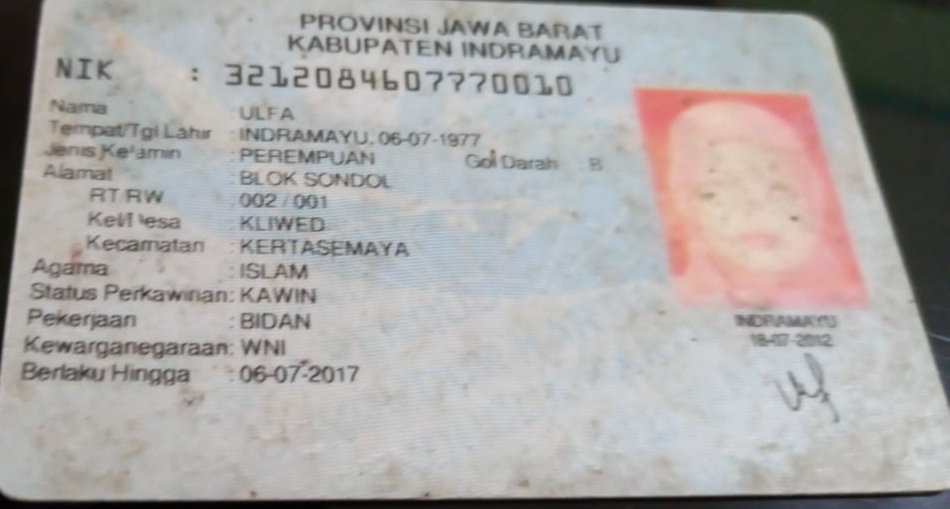 PROVINSI JAWA BARAT
KABUPATEN INDRAMAYU
NIK : 3212084607770010
Nama : ULFA
Tempat/Tgl Lahir : INDRAMAYU, 06-07-1977
Jenis Kelamin : PEREMPUAN Gol Darah B
Alamat : BLOK SONDOL
RT/RW : 002 / 001
Kel/Desa : KLIWED
Kecamatan : KERTASEMAYA
Agama : ISLAM
Status Perkawinan: KAWIN
Pekerjaan : BIDAN
Kewarganegaraan: WNI
Berlaku Hingga : 06-07-2017
INDRAMAYU
18-07-2012